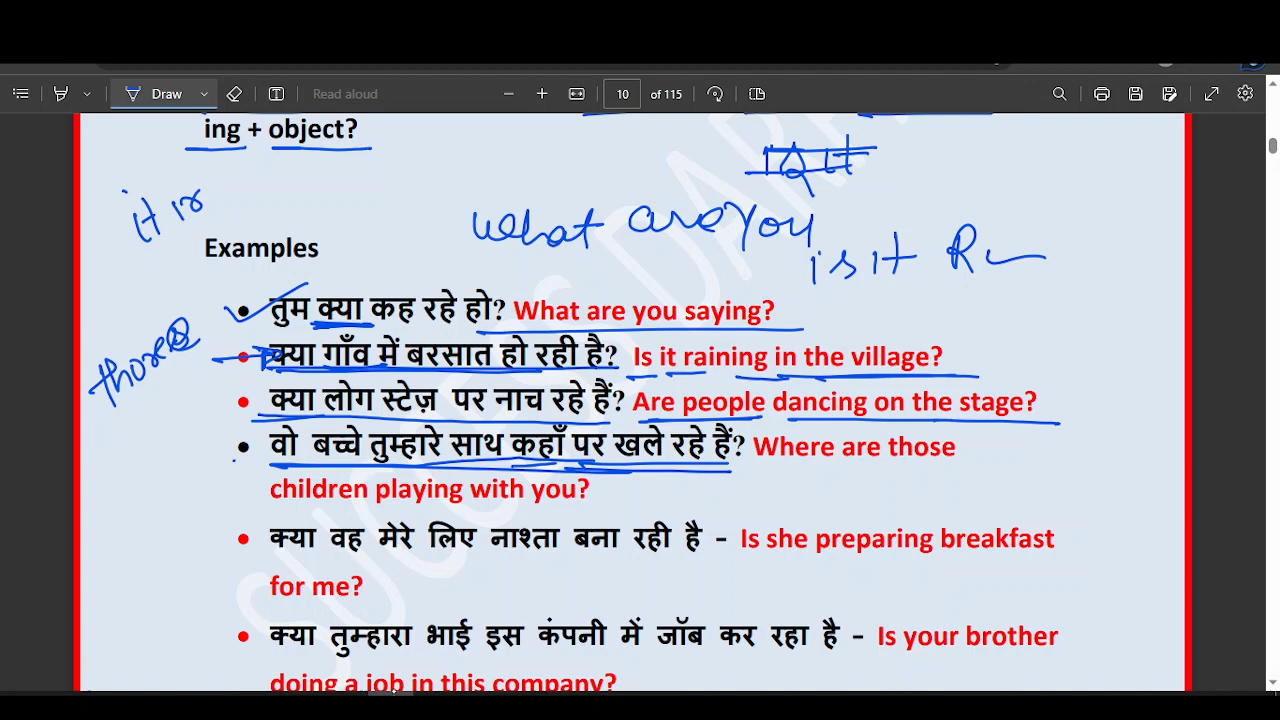 Draw
Read aloud
10 of 115
ing + object?
it is
What are you
is it R
Examples
those
• तुम क्या कह रहे हो? What are you saying?
• क्या गाँव में बरसात हो रही है? Is it raining in the village?
• क्या लोग स्टेज़ पर नाच रहे हैं? Are people dancing on the stage?
• वो बच्चे तुम्हारे साथ कहाँ पर खले रहे हैं? Where are those
children playing with you?
• क्या वह मेरे लिए नाश्ता बना रही है – Is she preparing breakfast
for me?
• क्या तुम्हारा भाई इस कंपनी में जॉब कर रहा है – Is your brother
doing a job in this company?